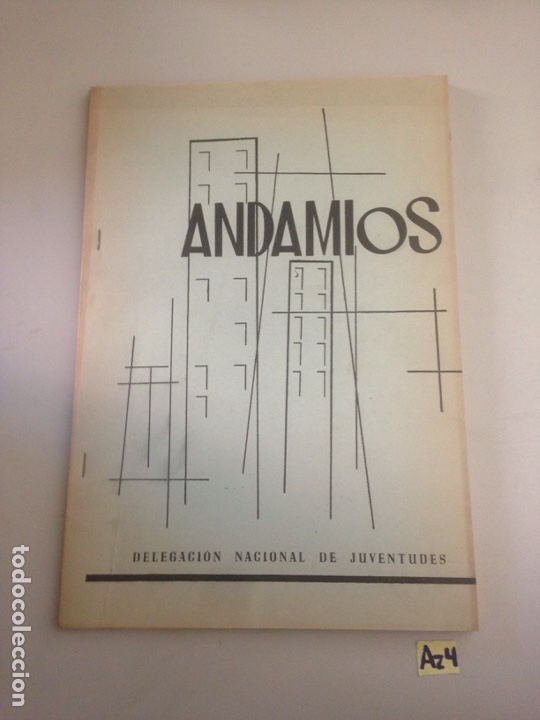 ANDAMIOS
DELEGACION NACIONAL DE JUVENTUDES
Az4
todocoleccion